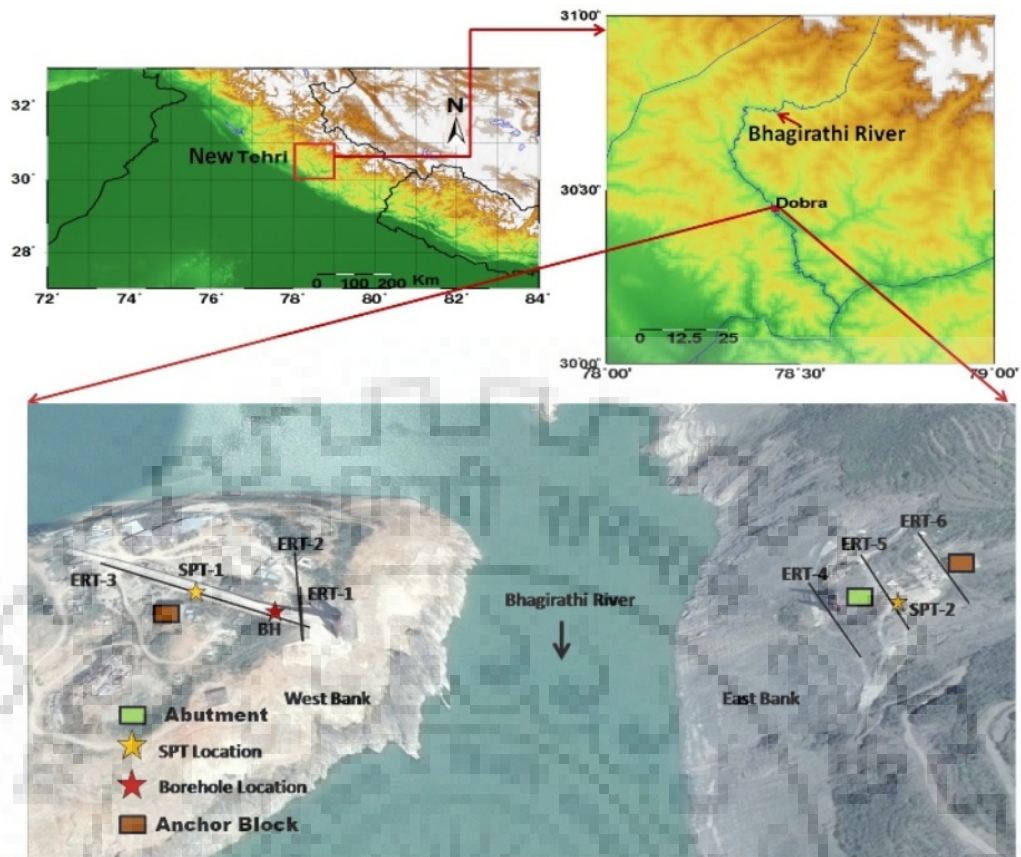 31°00'
32°
N
New Tehri
Bhagirathi River
30°
30°30'
Dobra
28°
0 100 200 Km
0 12.5 25
72° 74° 76° 78° 80° 82° 84°
30°00'
78°00' 78°30' 79°00'
ERT-6
ERT-2
ERT-5
SPT-1
ERT-3
ERT-4
ERT-1
Bhagirathi River
SPT-2
BH
West Bank
East Bank
Abutment
SPT Location
Borehole Location
Anchor Block